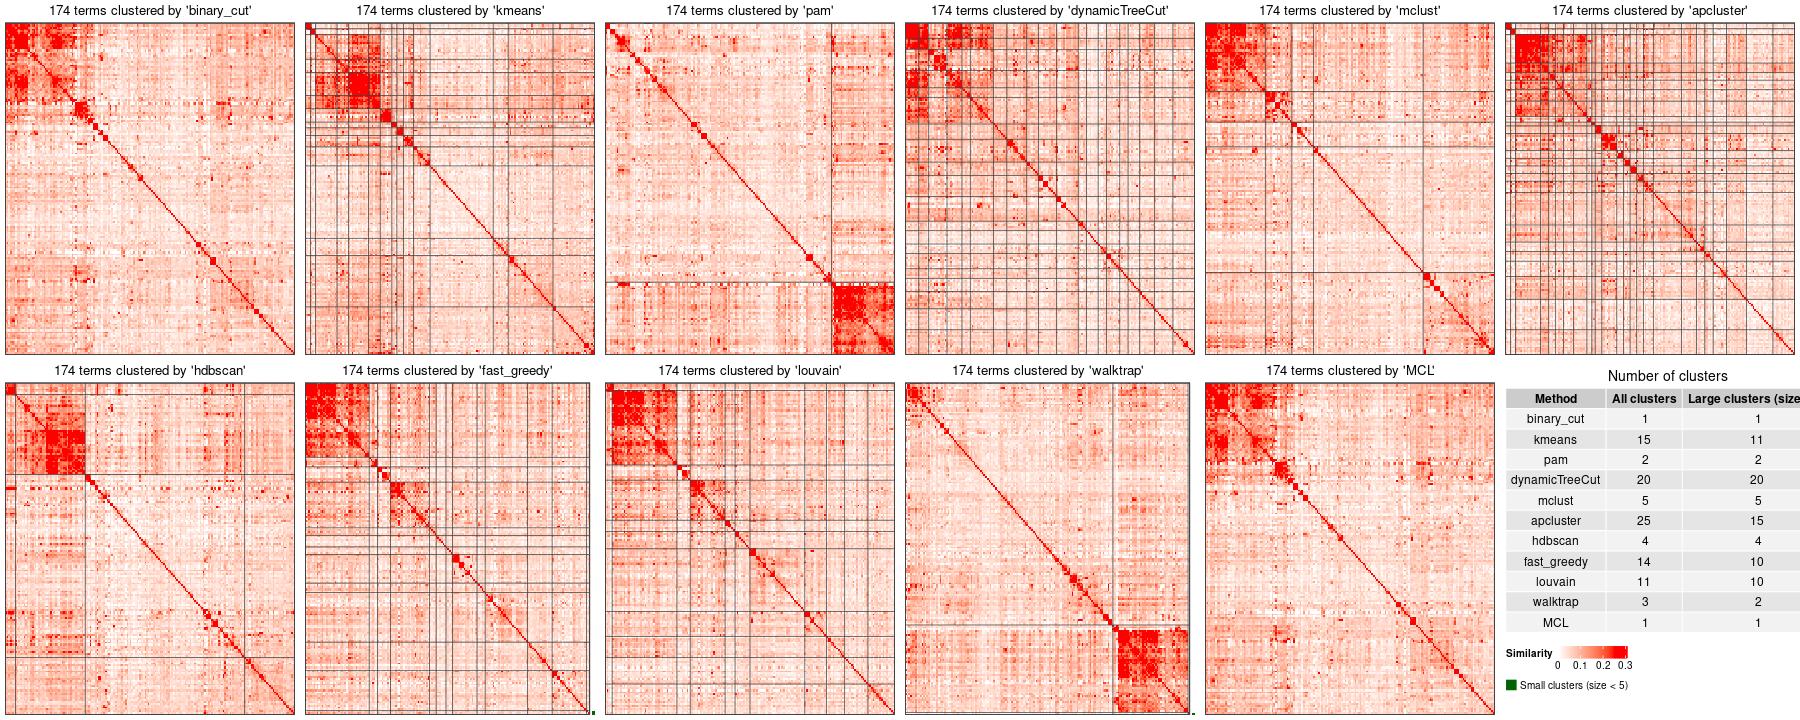 174 terms clustered by 'binary_cut'
174 terms clustered by 'kmeans'
174 terms clustered by 'pam'
174 terms clustered by 'dynamicTreeCut'
174 terms clustered by 'mclust'
174 terms clustered by 'apcluster'
174 terms clustered by 'hdbscan'
174 terms clustered by 'fast_greedy'
174 terms clustered by 'louvain'
174 terms clustered by 'walktrap'
174 terms clustered by 'MCL'
Number of clusters
Method All clusters Large clusters (size
binary_cut 1 1
kmeans 15 11
pam 2 2
dynamicTreeCut 20 20
mclust 5 5
apcluster 25 15
hdbscan 4 4
fast_greedy 14 10
louvain 11 10
walktrap 3 2
MCL 1 1
Similarity
0 0.1 0.2 0.3
Small clusters (size < 5)